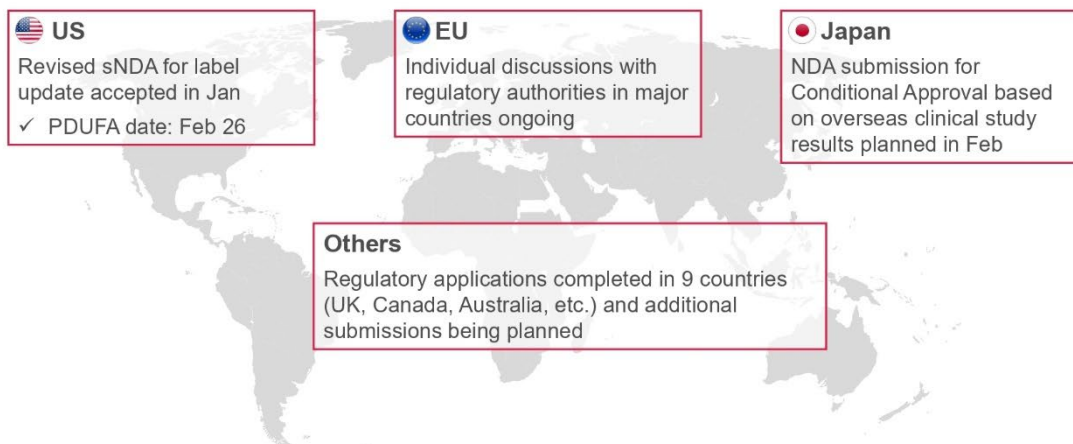 US
Revised sNDA for label
update accepted in Jan
✓ PDUFA date: Feb 26
EU
Individual discussions with
regulatory authorities in major
countries ongoing
Japan
NDA submission for
Conditional Approval based
on overseas clinical study
results planned in Feb
Others
Regulatory applications completed in 9 countries
(UK, Canada, Australia, etc.) and additional
submissions being planned